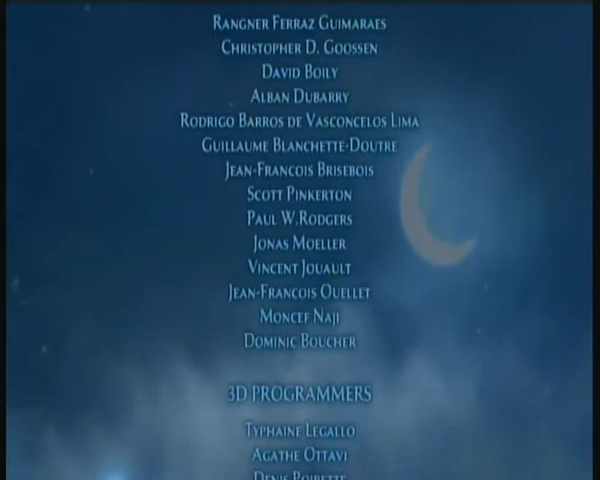 Rangner Ferraz Guimaraes
Christopher D. Goossen
David Boily
Alban Dubarry
Rodrigo Barros de Vasconcelos Lima
Guillaume Blanchette-Doutre
Jean-Francois Brisebois
Scott Pinkerton
Paul W.Rodgers
Jonas Moeller
Vincent Jouault
Jean-Francois Ouellet
Moncef Naji
Dominic Boucher
3D PROGRAMMERS
Typhaine Legallo
Agathe Ottavi
Denis Poirette